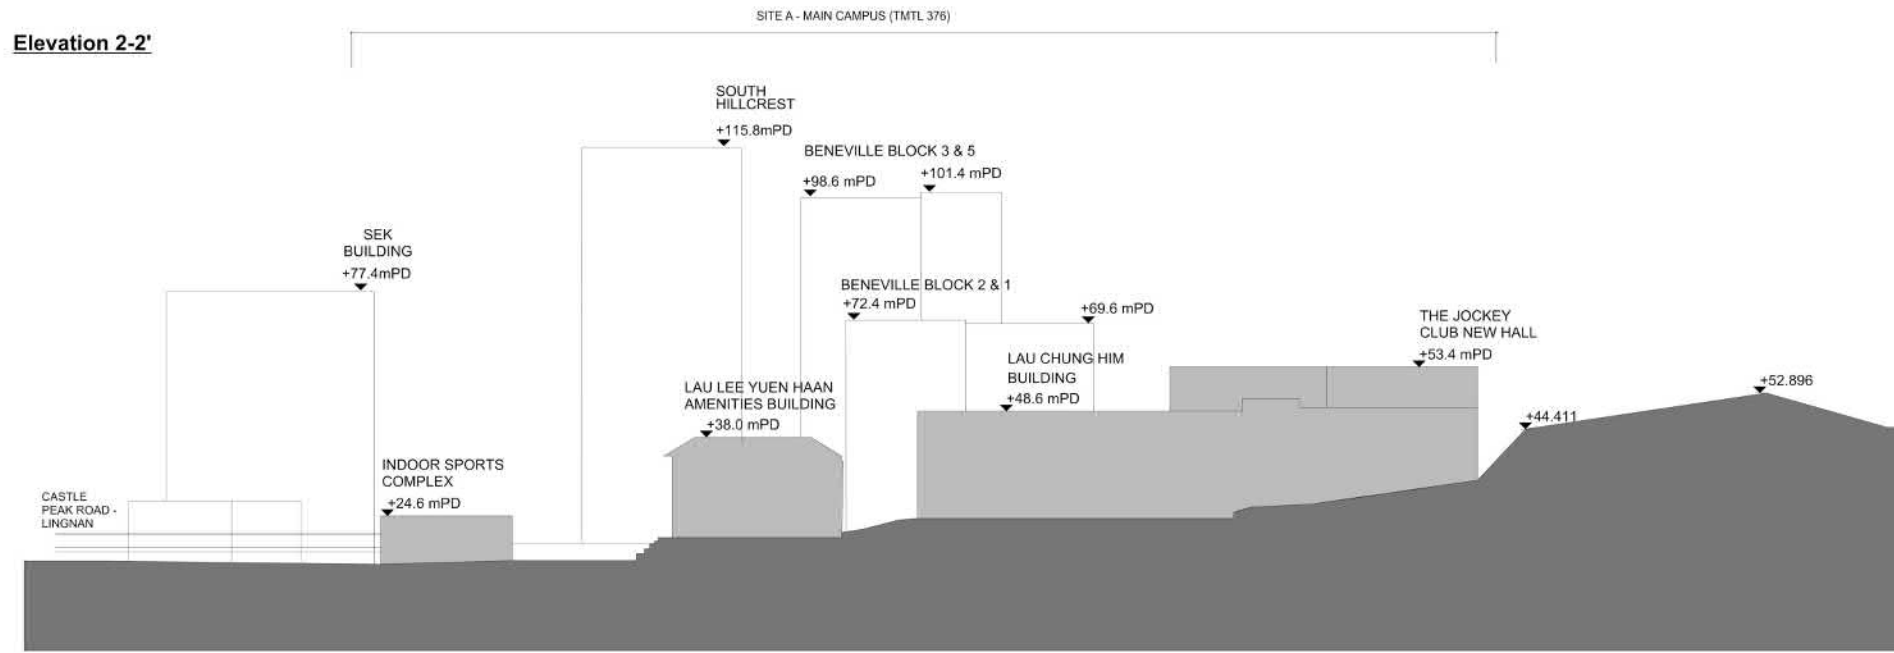 SITE A - MAIN CAMPUS (TMTL 376)
Elevation 2-2'
SOUTH
HILLCREST
+115.8mPD
BENEVILLE BLOCK 3 & 5
+98.6 mPD
+101.4 mPD
SEK
BUILDING
+77.4mPD
BENEVILLE BLOCK 2 & 1
+72.4 mPD
+69.6 mPD
THE JOCKEY
CLUB NEW HALL
+53.4 mPD
LAU CHUNG HIM
BUILDING
+48.6 mPD
+52.896
LAU LEE YUEN HAAN
AMENITIES BUILDING
+38.0 mPD
+44.411
INDOOR SPORTS
COMPLEX
+24.6 mPD
CASTLE
PEAK ROAD -
LINGNAN